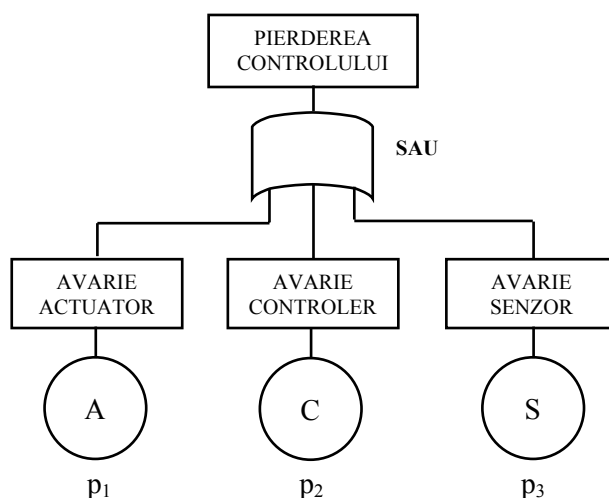 PIERDEREA
CONTROLULUI
SAU
AVARIE
ACTUATOR
AVARIE
CONTROLER
AVARIE
SENZOR
A
C
S
p1
p2
p3